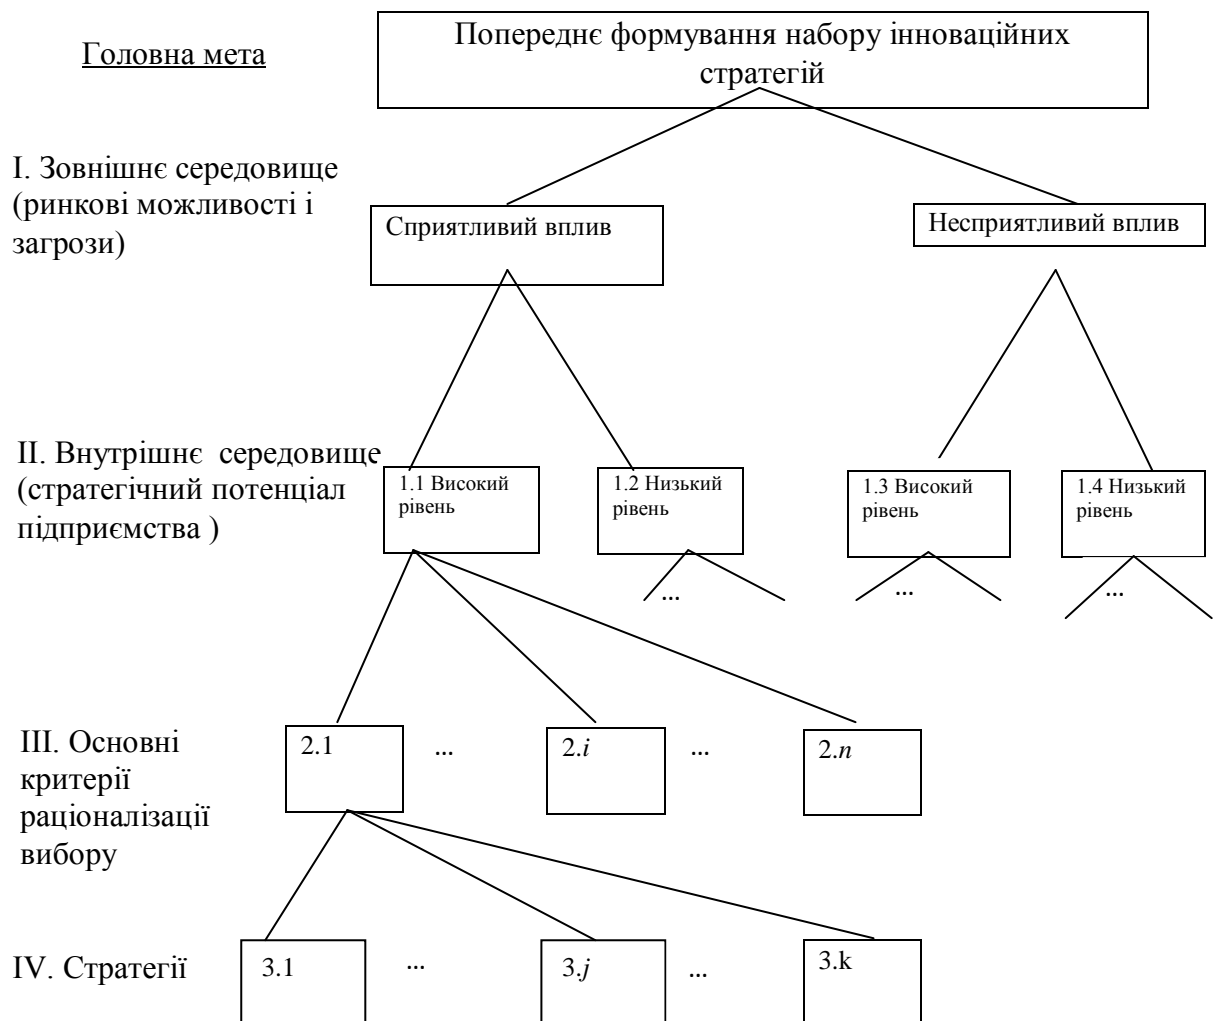 Головна мета
Попереднє формування набору інноваційних
стратегій
I. Зовнішнє середовище
(ринкові можливості і
загрози)
Сприятливий вплив
Несприятливий вплив
II. Внутрішнє середовище
(стратегічний потенціал
підприємства )
1.1 Високий
рівень
1.2 Низький
рівень
1.3 Високий
рівень
1.4 Низький
рівень
...
...
...
III. Основні
критерії
раціоналізації
вибору
2.1
...
2.i
...
2.n
IV. Стратегії
3.1
...
3.j
...
3.k